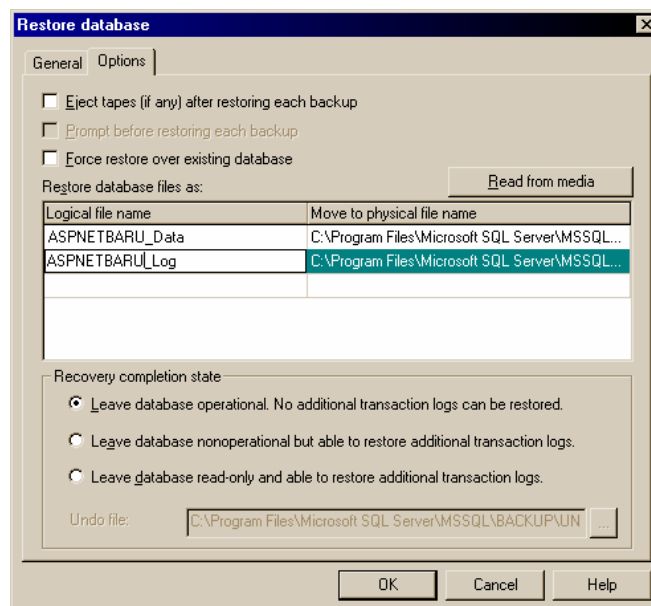 Restore database
General Options
Eject tapes (if any) after restoring each backup
Prompt before restoring each backup
Force restore over existing database
Restore database files as:
Read from media
Logical file name Move to physical file name
ASPNETBARU_Data C:\Program Files\Microsoft SQL Server\MSSQL...
ASPNETBARU_Log C:\Program Files\Microsoft SQL Server\MSSQL...
Recovery completion state
Leave database operational. No additional transaction logs can be restored.
Leave database nonoperational but able to restore additional transaction logs.
Leave database read-only and able to restore additional transaction logs.
Undo file: C:\Program Files\Microsoft SQL Server\MSSQL\BACKUP\UN ...
OK Cancel Help